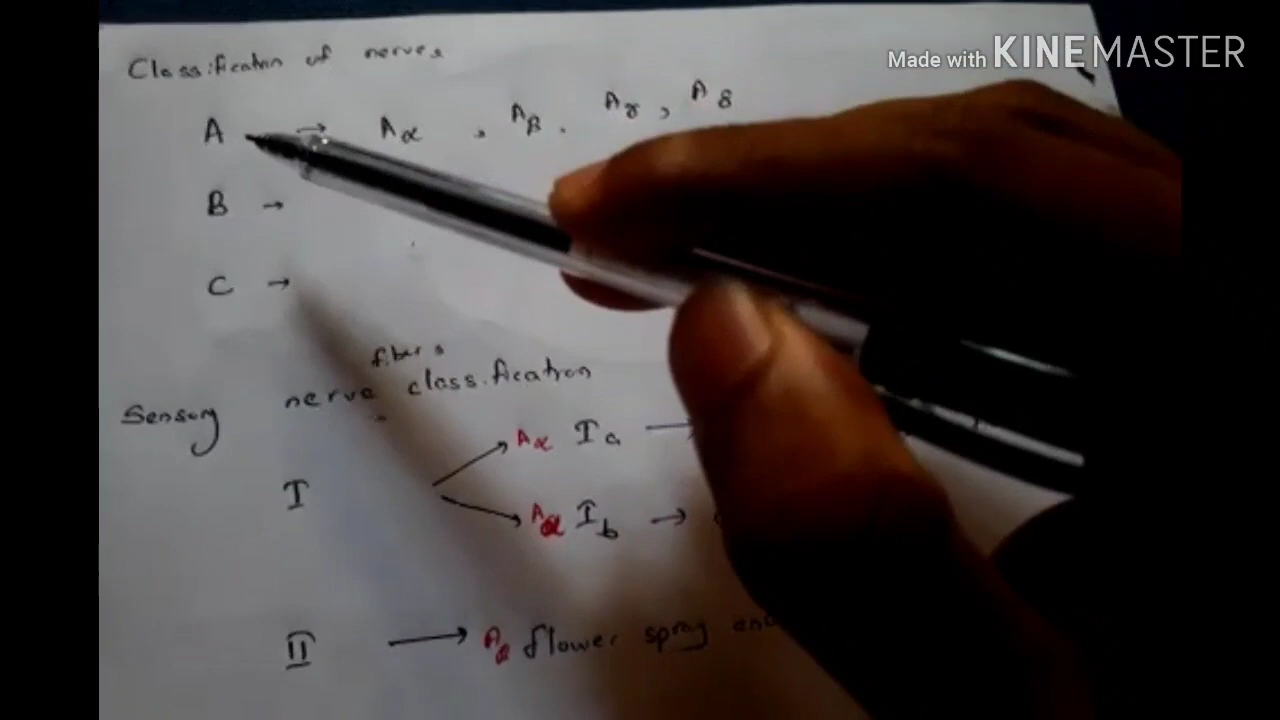 Made with KINEMASTER
Classification of nerves
A → Aα , Aβ , Aγ , Aδ
B →
C →
fibers
Sensory nerve classification
I
Aα Ia →
Aα Ib →
II → flower spray